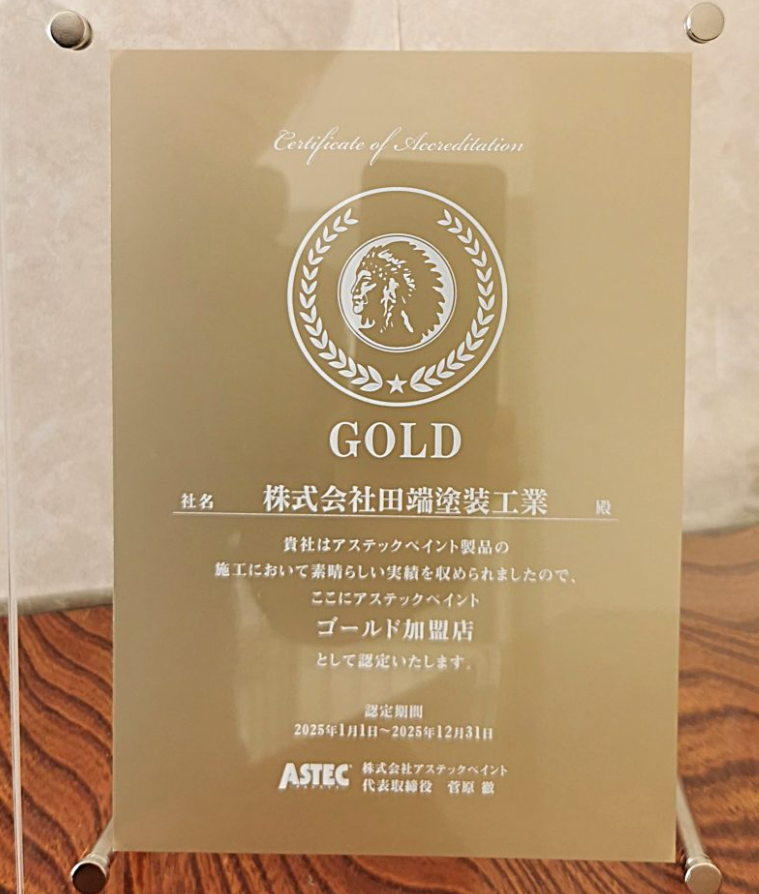 Certificate of Accreditation
GOLD
社名 株式会社田端塗装工業 殿
貴社はアステックペイント製品の
施工において素晴らしい実績を収められましたので、
ここにアステックペイント
ゴールド加盟店
として認定いたします。
認定期間
2025年1月1日～2025年12月31日
ASTEC 株式会社アステックペイント
代表取締役 菅原 徹